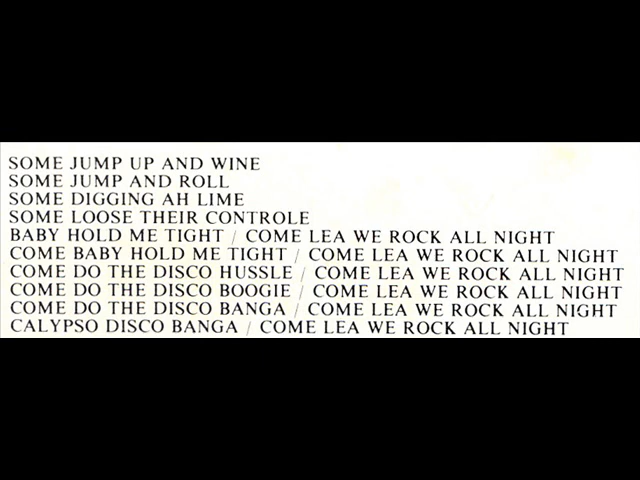 SOME JUMP UP AND WINE
SOME JUMP AND ROLL
SOME DIGGING AH LIME
SOME LOOSE THEIR CONTROLE
BABY HOLD ME TIGHT / COME LEA WE ROCK ALL NIGHT
COME BABY HOLD ME TIGHT / COME LEA WE ROCK ALL NIGHT
COME DO THE DISCO HUSSLE / COME LEA WE ROCK ALL NIGHT
COME DO THE DISCO BOOGIE / COME LEA WE ROCK ALL NIGHT
COME DO THE DISCO BANGA / COME LEA WE ROCK ALL NIGHT
CALYPSO DISCO BANGA / COME LEA WE ROCK ALL NIGHT